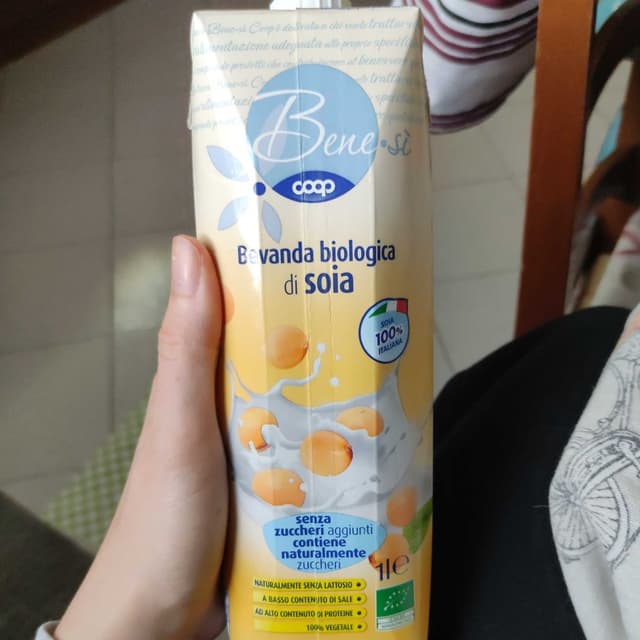 Bene.sì
coop
Bevanda biologica
di soia
SOIA
100%
ITALIANA
senza
zuccheri aggiunti
contiene
naturalmente
zuccheri
1l e
NATURALMENTE SENZA LATTOSIO
A BASSO CONTENUTO DI SALE
AD ALTO CONTENUTO DI PROTEINE
100% VEGETALE